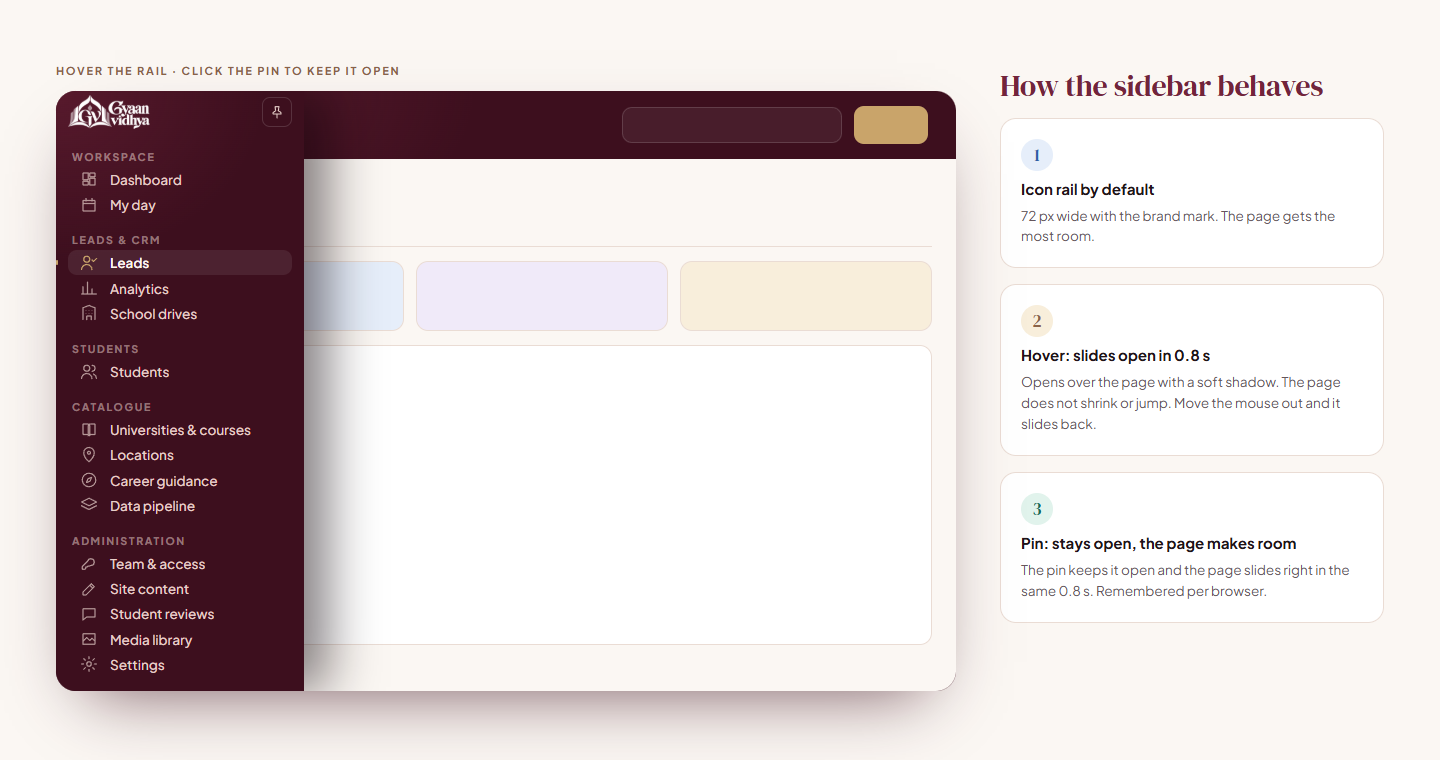 HOVER THE RAIL · CLICK THE PIN TO KEEP IT OPEN
Gyaan
vidhya
WORKSPACE
Dashboard
My day
LEADS & CRM
Leads
Analytics
School drives
STUDENTS
Students
CATALOGUE
Universities & courses
Locations
Career guidance
Data pipeline
ADMINISTRATION
Team & access
Site content
Student reviews
Media library
Settings
How the sidebar behaves
1
Icon rail by default
72 px wide with the brand mark. The page gets the
most room.
2
Hover: slides open in 0.8 s
Opens over the page with a soft shadow. The page
does not shrink or jump. Move the mouse out and it
slides back.
3
Pin: stays open, the page makes room
The pin keeps it open and the page slides right in the
same 0.8 s. Remembered per browser.